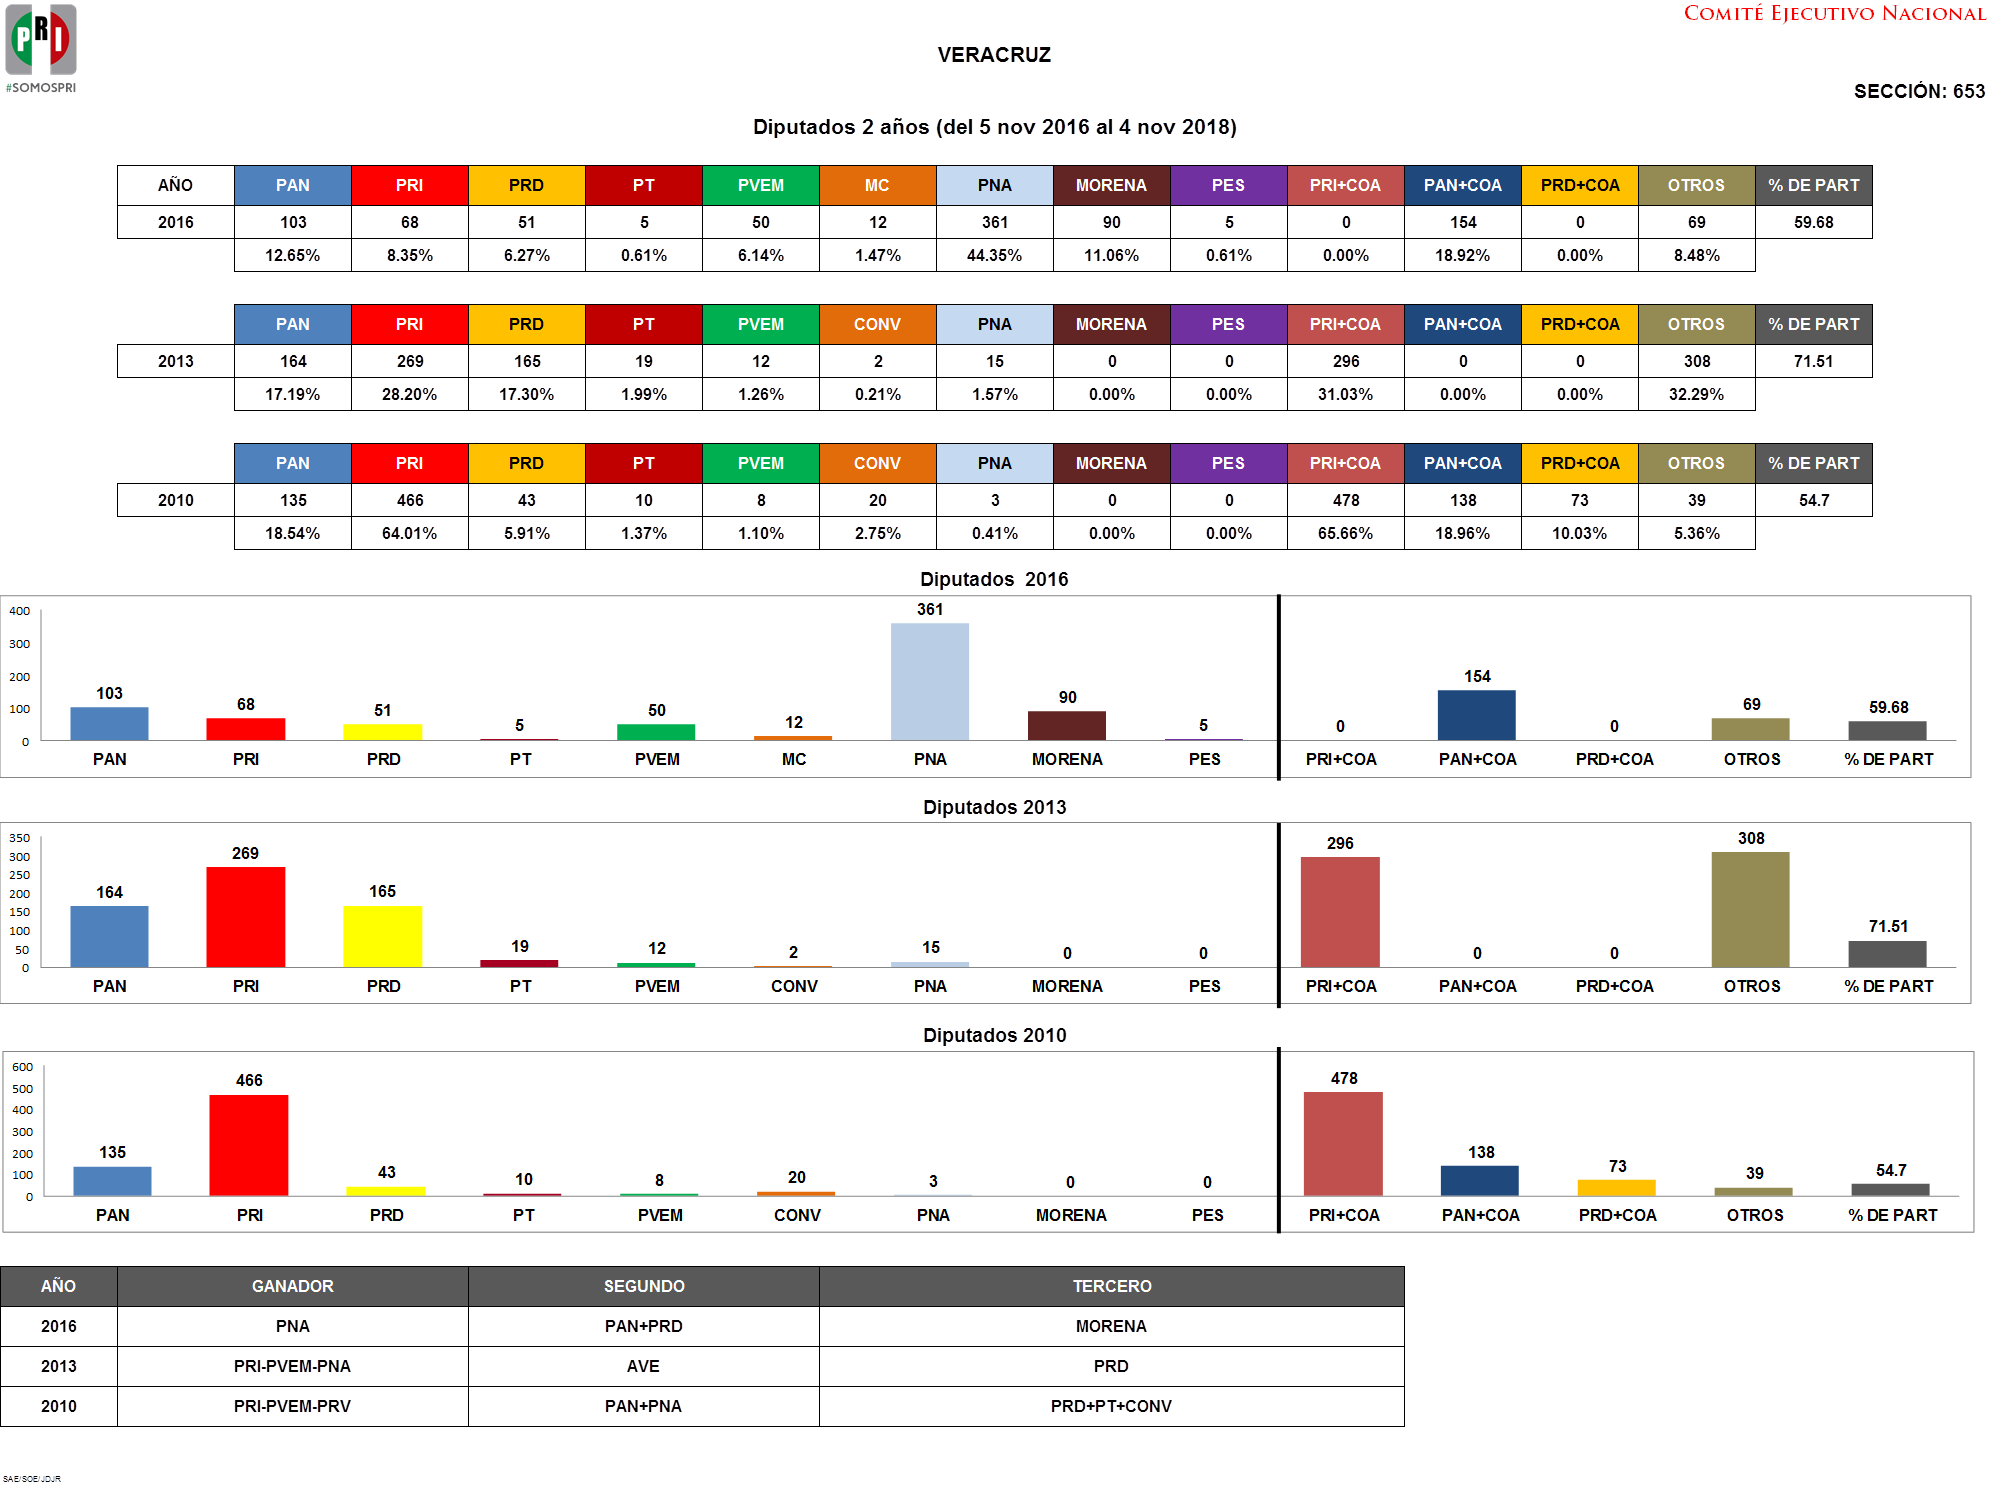 PRI
#SOMOSPRI
COMITÉ EJECUTIVO NACIONAL
VERACRUZ
SECCIÓN: 653
Diputados 2 años (del 5 nov 2016 al 4 nov 2018)
AÑO PAN PRI PRD PT PVEM MC PNA MORENA PES PRI+COA PAN+COA PRD+COA OTROS % DE PART
2016 103 68 51 5 50 12 361 90 5 0 154 0 69 59.68
12.65% 8.35% 6.27% 0.61% 6.14% 1.47% 44.35% 11.06% 0.61% 0.00% 18.92% 0.00% 8.48%
PAN PRI PRD PT PVEM CONV PNA MORENA PES PRI+COA PAN+COA PRD+COA OTROS % DE PART
2013 164 269 165 19 12 2 15 0 0 296 0 0 308 71.51
17.19% 28.20% 17.30% 1.99% 1.26% 0.21% 1.57% 0.00% 0.00% 31.03% 0.00% 0.00% 32.29%
PAN PRI PRD PT PVEM CONV PNA MORENA PES PRI+COA PAN+COA PRD+COA OTROS % DE PART
2010 135 466 43 10 8 20 3 0 0 478 138 73 39 54.7
18.54% 64.01% 5.91% 1.37% 1.10% 2.75% 0.41% 0.00% 0.00% 65.66% 18.96% 10.03% 5.36%
Diputados 2016
400
300
200
100
0
103 68 51 5 50 12 361 90 5 0 154 0 69 59.68
PAN PRI PRD PT PVEM MC PNA MORENA PES PRI+COA PAN+COA PRD+COA OTROS % DE PART
Diputados 2013
350
300
250
200
150
100
50
0
164 269 165 19 12 2 15 0 0 296 0 0 308 71.51
PAN PRI PRD PT PVEM CONV PNA MORENA PES PRI+COA PAN+COA PRD+COA OTROS % DE PART
Diputados 2010
600
500
400
300
200
100
0
135 466 43 10 8 20 3 0 0 478 138 73 39 54.7
PAN PRI PRD PT PVEM CONV PNA MORENA PES PRI+COA PAN+COA PRD+COA OTROS % DE PART
AÑO GANADOR SEGUNDO TERCERO
2016 PNA PAN+PRD MORENA
2013 PRI-PVEM-PNA AVE PRD
2010 PRI-PVEM-PRV PAN+PNA PRD+PT+CONV
SAE/SOE/JDJR